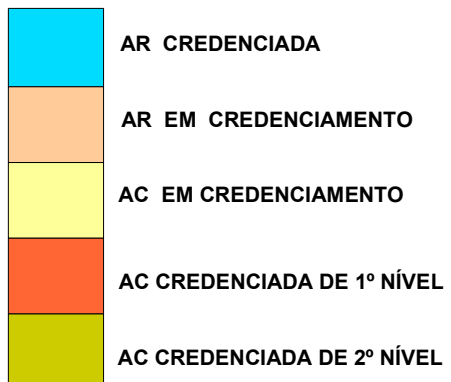 AR CREDENCIADA
AR EM CREDENCIAMENTO
AC EM CREDENCIAMENTO
AC CREDENCIADA DE 1º NÍVEL
AC CREDENCIADA DE 2º NÍVEL